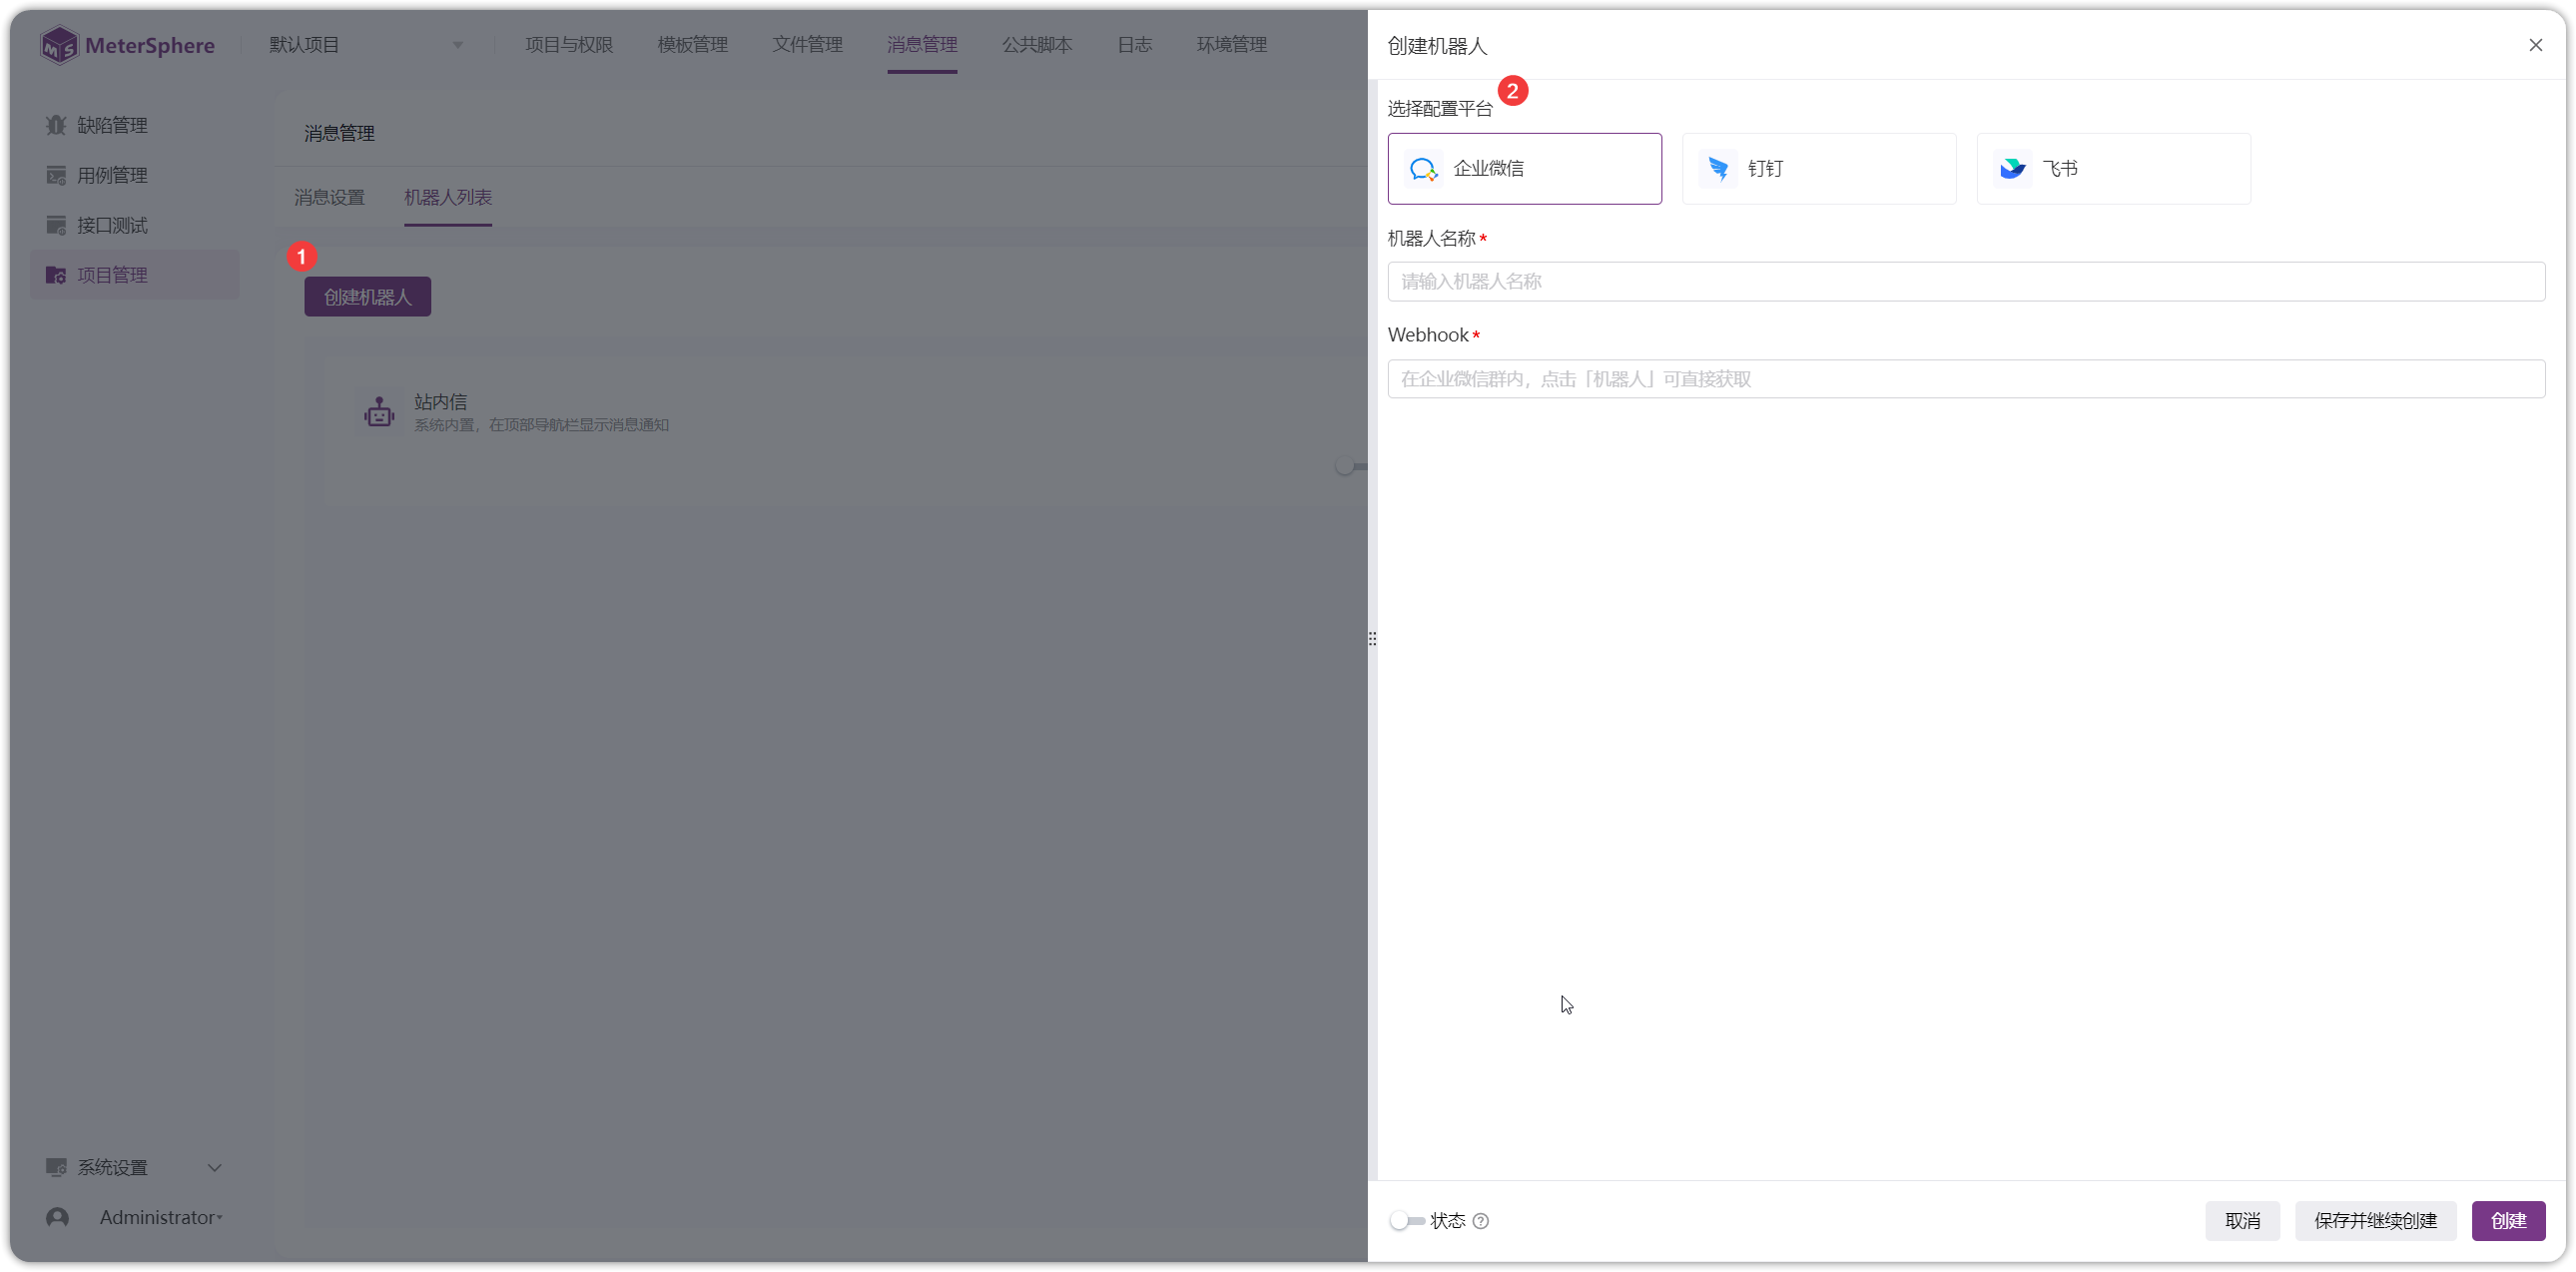 MeterSphere
默认项目
项目与权限
模板管理
文件管理
消息管理
公共脚本
日志
环境管理
缺陷管理
用例管理
接口测试
项目管理
系统设置
Administrator
消息管理
消息设置
机器人列表
1
创建机器人
站内信
系统内置，在顶部导航栏显示消息通知
创建机器人
选择配置平台
2
企业微信
钉钉
飞书
机器人名称*
请输入机器人名称
Webhook*
在企业微信群内，点击「机器人」可直接获取
状态
取消
保存并继续创建
创建